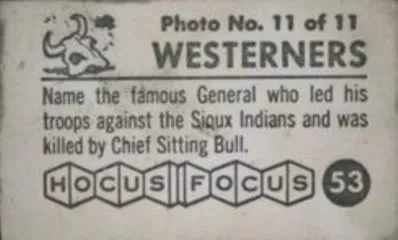 Photo No. 11 of 11
WESTERNERS
Name the famous General who led his
troops against the Sioux Indians and was
killed by Chief Sitting Bull.
HOCUS FOCUS 53